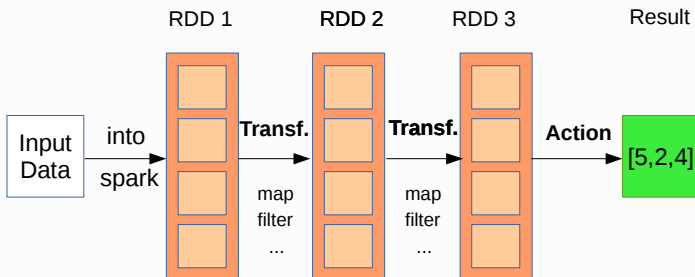 RDD 1
RDD 2
RDD 3
Result
Input
Data
into
spark
Transf.
map
filter
...
Transf.
map
filter
...
Action
[5,2,4]